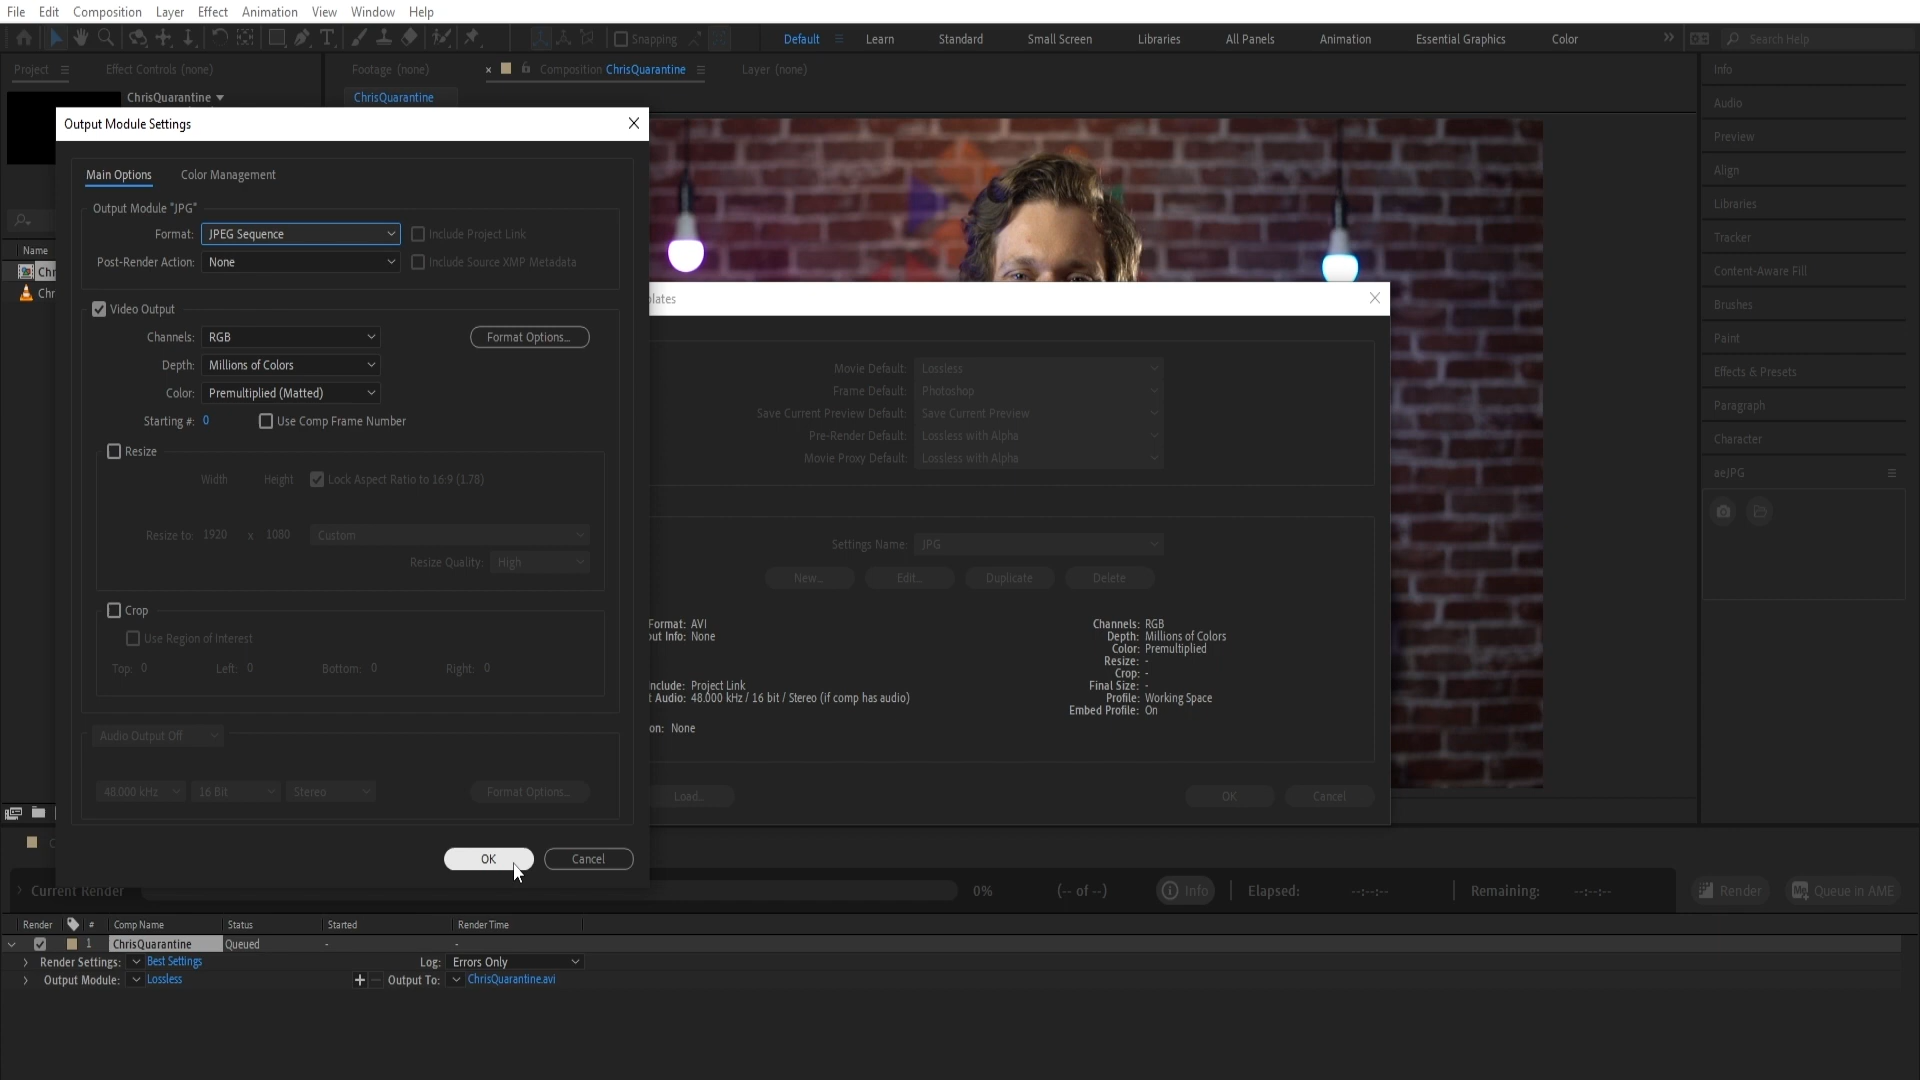 File Edit Composition Layer Effect Animation View Window Help
Snapping Default Learn Standard Small Screen Libraries All Panels Animation Essential Graphics Color Search Help
Project Effect Controls (none) Footage (none) × Composition ChrisQuarantine Layer (none) Info
ChrisQuarantine ChrisQuarantine
Audio
Preview
Align
Libraries
Tracker
Content-Aware Fill
Brushes
Paint
Effects & Presets
Paragraph
Character
aeJPG
Name
Chr
Chr
Output Module Settings
Main Options Color Management
Output Module "JPG"
Format: JPEG Sequence Include Project Link
Post-Render Action: None Include Source XMP Metadata
Video Output
Channels: RGB Format Options...
Depth: Millions of Colors
Color: Premultiplied (Matted)
Starting #: 0 Use Comp Frame Number
Resize
Width Height Lock Aspect Ratio to 16:9 (1.78)
Resize to: 1920 x 1080 Custom
Resize Quality: High
Crop
Use Region of Interest
Top: 0 Left: 0 Bottom: 0 Right: 0
Audio Output Off
48.000 kHz 16 Bit Stereo Format Options...
OK Cancel
plates
Movie Default: Lossless
Frame Default: Photoshop
Save Current Preview Default: Save Current Preview
Pre-Render Default: Lossless with Alpha
Movie Proxy Default: Lossless with Alpha
Settings Name: JPG
New... Edit... Duplicate Delete
Format: AVI Channels: RGB
out Info: None Depth: Millions of Colors
Color: Premultiplied
Resize: -
Crop: -
nclude: Project Link Final Size: -
t Audio: 48.000 kHz / 16 bit / Stereo (if comp has audio) Profile: Working Space
Embed Profile: On
on: None
Load... OK Cancel
Current Render 0% (-- of --) Info Elapsed: --:--:-- Remaining: --:--:-- Render Queue in AME
Render # Comp Name Status Started Render Time
1 ChrisQuarantine Queued - -
Render Settings: Best Settings Log: Errors Only
Output Module: Lossless Output To: ChrisQuarantine.avi